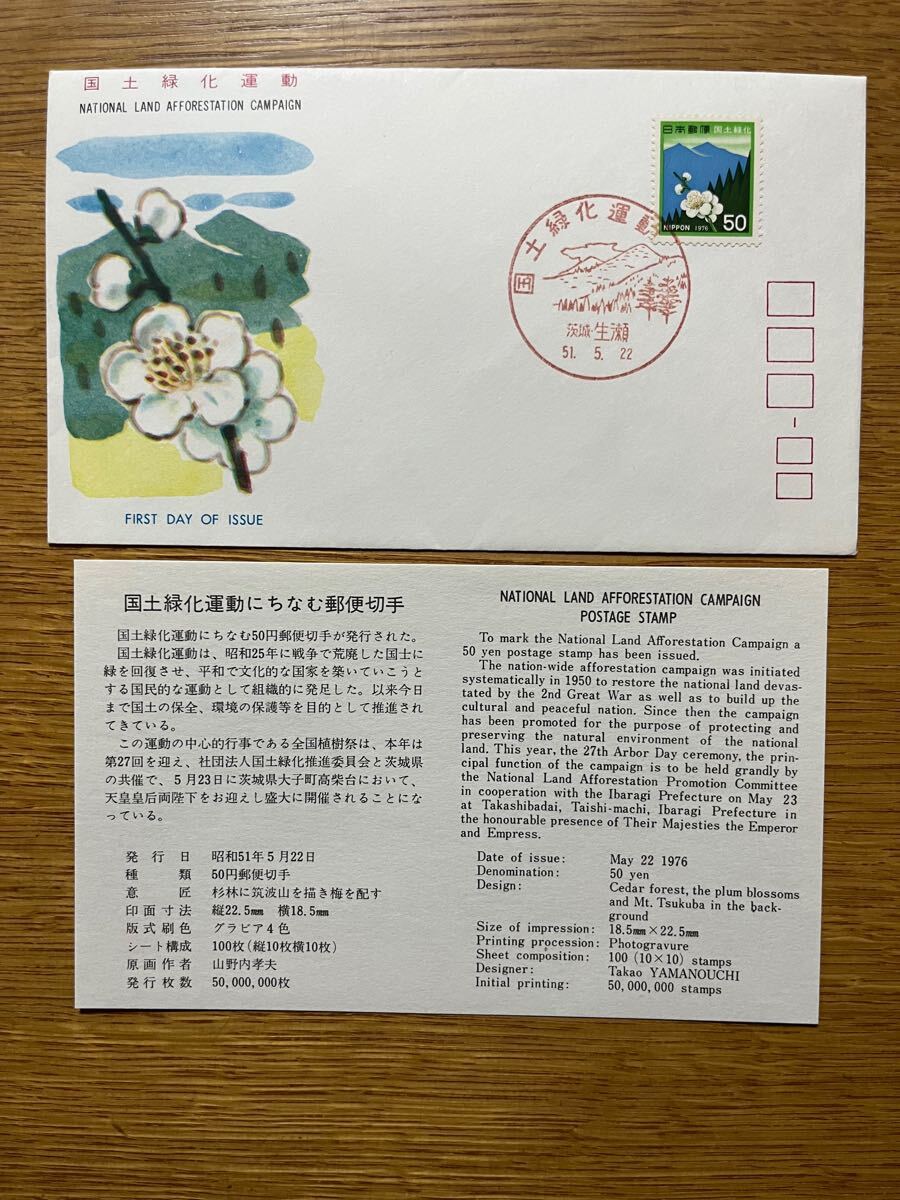 国土緑化運動
NATIONAL LAND AFFORESTATION CAMPAIGN
日本郵便 国土緑化
NIPPON 1976 50
国土緑化運動
茨城・生瀬
51. 5. 22
FIRST DAY OF ISSUE
国土緑化運動にちなむ郵便切手
国土緑化運動にちなむ50円郵便切手が発行された。
国土緑化運動は、昭和25年に戦争で荒廃した国士に
緑を回復させ、平和で文化的な国家を築いていこうと
する国民的な運動として組織的に発足した。以来今日
まで国土の保全、環境の保護等を目的として推進され
てきている。
この運動の中心的行事である全国植樹祭は、本年は
第27回を迎え、社団法人国土緑化推進委員会と茨城県
の共催で、5月23日に茨城県大子町高柴台において、
天皇皇后両陛下をお迎えし盛大に開催されることにな
っている。
発行日 昭和51年5月22日
種類 50円郵便切手
意匠 杉林に筑波山を描き梅を配す
印面寸法 縦22.5㎜ 横18.5㎜
版式刷色 グラビア4色
シート構成 100枚(縦10枚横10枚)
原画作者 山野内孝夫
発行枚数 50,000,000枚
NATIONAL LAND AFFORESTATION CAMPAIGN
POSTAGE STAMP
To mark the National Land Afforestation Campaign a
50 yen postage stamp has been issued.
The nation-wide afforestation campaign was initiated
systematically in 1950 to restore the national land devas-
tated by the 2nd Great War as well as to build up the
cultural and peaceful nation. Since then the campaign
has been promoted for the purpose of protecting and
preserving the natural environment of the national
land. This year, the 27th Arbor Day ceremony, the prin-
cipal function of the campaign is to be held grandly by
the National Land Afforestation Promotion Committee
in cooperation with the Ibaragi Prefecture on May 23
at Takashibadai, Taishi-machi, Ibaragi Prefecture in
the honourable presence of Their Majesties the Emperor
and Empress.
Date of issue: May 22 1976
Denomination: 50 yen
Design: Cedar forest, the plum blossoms
and Mt. Tsukuba in the back-
ground
Size of impression: 18.5㎜×22.5㎜
Printing procession: Photogravure
Sheet composition: 100 (10×10) stamps
Designer: Takao YAMANOUCHI
Initial printing: 50,000,000 stamps